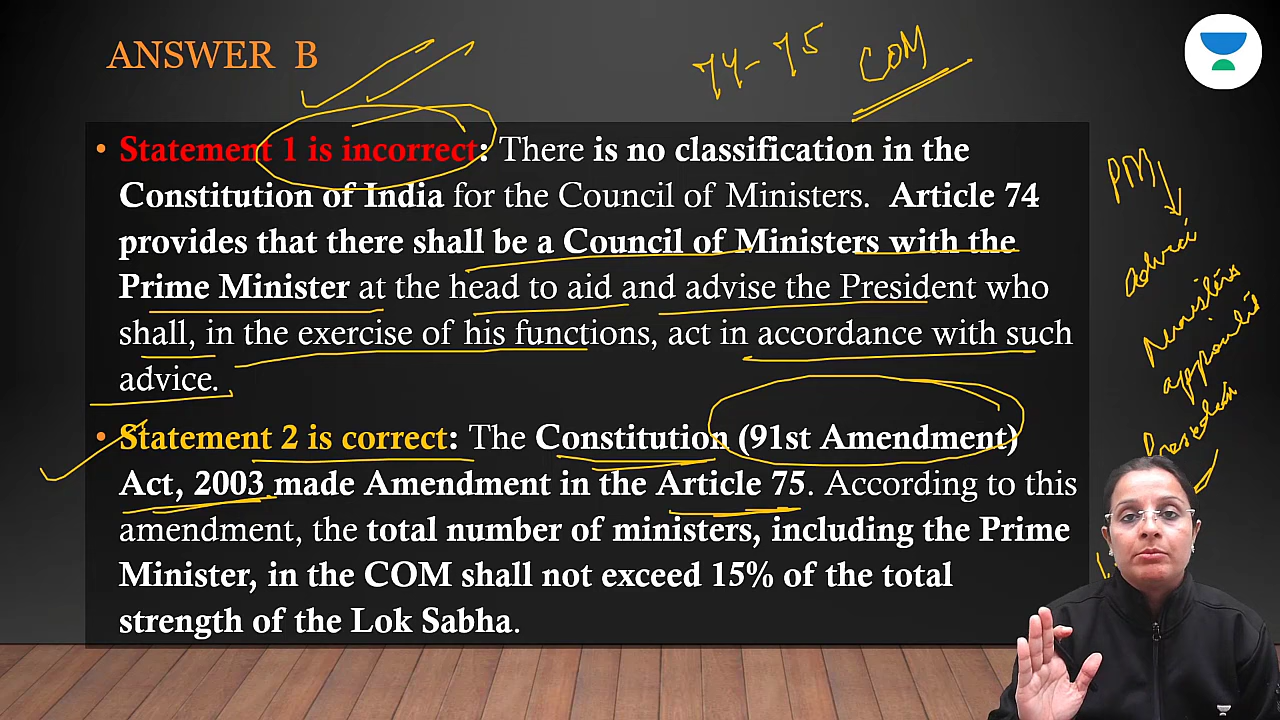 ANSWER B
74-75 COM
• Statement 1 is incorrect: There is no classification in the
Constitution of India for the Council of Ministers. Article 74
provides that there shall be a Council of Ministers with the
Prime Minister at the head to aid and advise the President who
shall, in the exercise of his functions, act in accordance with such
advice.
• Statement 2 is correct: The Constitution (91st Amendment)
Act, 2003 made Amendment in the Article 75. According to this
amendment, the total number of ministers, including the Prime
Minister, in the COM shall not exceed 15% of the total
strength of the Lok Sabha.
PM
advice
Ministers
appointed
President